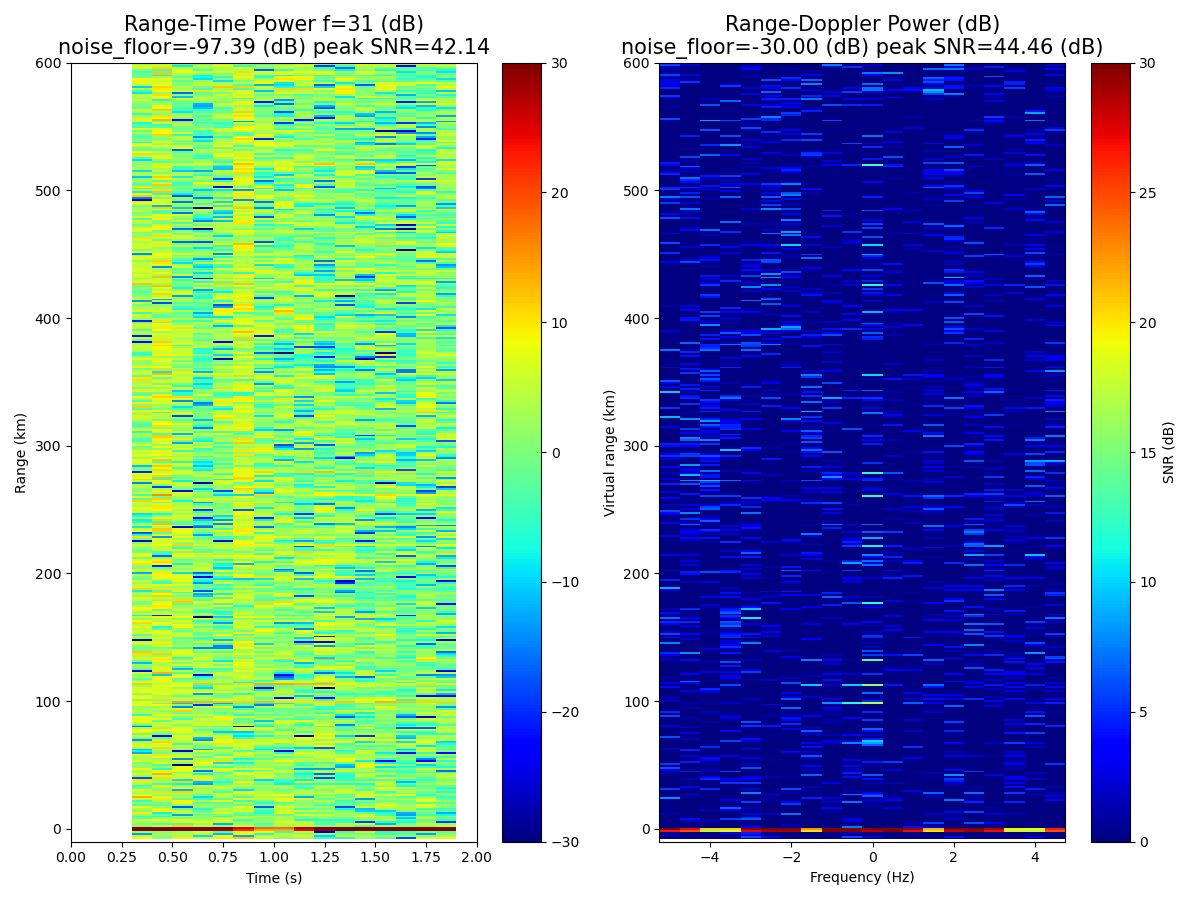 Range-Time Power f=31 (dB)
noise_floor=-97.39 (dB) peak SNR=42.14
Range (km)
600
500
400
300
200
100
0
0.00 0.25 0.50 0.75 1.00 1.25 1.50 1.75 2.00
Time (s)
30
20
10
0
−10
−20
−30
Range-Doppler Power (dB)
noise_floor=-30.00 (dB) peak SNR=44.46 (dB)
Virtual range (km)
600
500
400
300
200
100
0
−4 −2 0 2 4
Frequency (Hz)
30
25
20
15
10
5
0
SNR (dB)